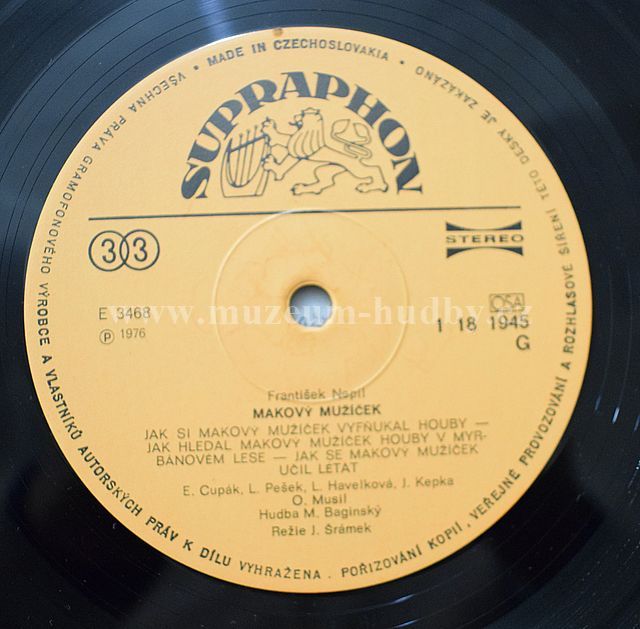 • MADE IN CZECHOSLOVAKIA •
VŠECHNA PRÁVA GRAMOFONOVÉHO VÝROBCE A VLASTNÍKŮ AUTORSKÝCH PRÁV K DÍLU VYHRAŽENA. POŘIZOVÁNÍ KOPIÍ, VEŘEJNÉ PROVOZOVÁNÍ A ROZHLASOVÉ ŠÍŘENÍ TÉTO DESKY JE ZAKÁZÁNO
SUPRAPHON
33
STEREO
E 3468
Ⓟ 1976
OSA
1 18 1945
G
www.muzeum-hudby.cz
František Nepil
MAKOVÝ MUŽÍČEK
JAK SI MAKOVÝ MUŽÍČEK VYFŇUKAL HOUBY —
JAK HLEDAL MAKOVÝ MUŽÍČEK HOUBY V MYR-
BÁNOVEM LESE — JAK SE MAKOVÝ MUŽÍČEK
UČIL LÉTAT
E. Cupák, L. Pešek, L. Havelková, J. Kepka
O. Musil
Hudba M. Baginský
Režie J. Šrámek